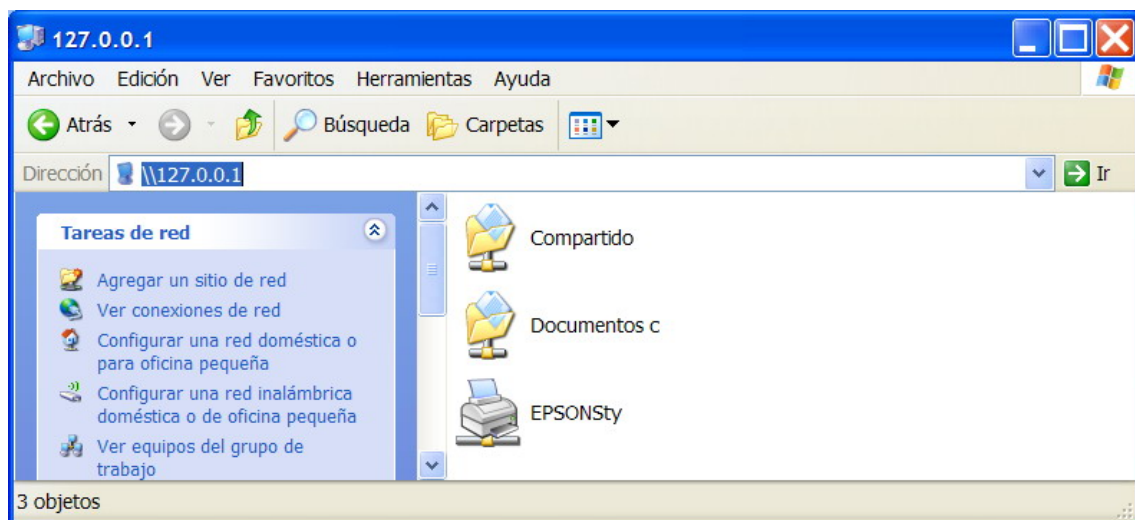 127.0.0.1
Archivo Edición Ver Favoritos Herramientas Ayuda
Atrás Búsqueda Carpetas
Dirección \\127.0.0.1 Ir
Tareas de red
Agregar un sitio de red
Ver conexiones de red
Configurar una red doméstica o
para oficina pequeña
Configurar una red inalámbrica
doméstica o de oficina pequeña
Ver equipos del grupo de
trabajo
Compartido
Documentos c
EPSONSty
3 objetos